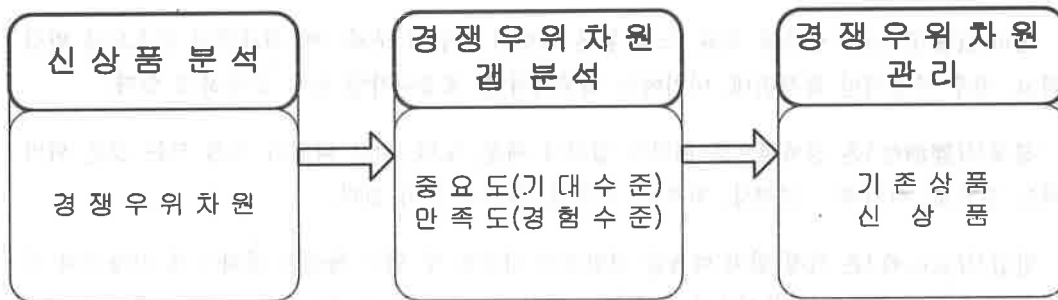 신상품 분석
경쟁우위차원
경쟁우위차원
갭 분석
중요도(기대수준)
만족도(경험수준)
경쟁우위차원
관리
기존상품
신 상 품